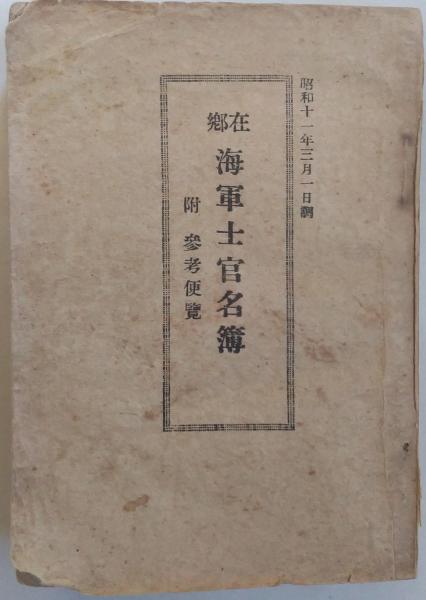 昭和十一年三月一日調
在郷
海軍士官名簿
附 參考便覽